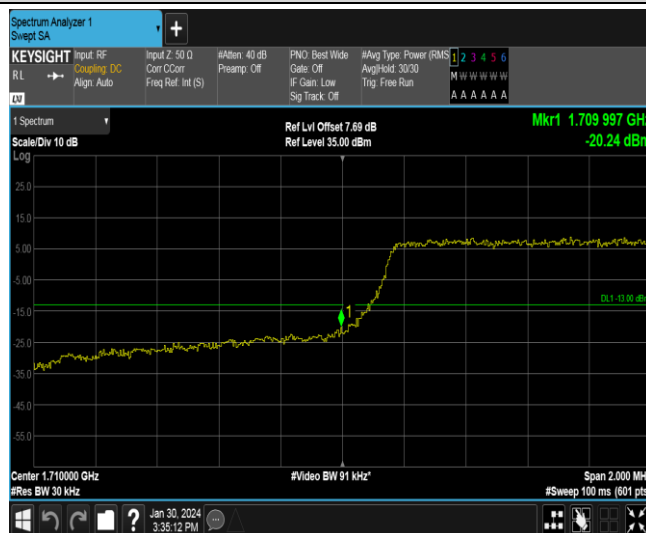 Spectrum Analyzer 1
Swept SA
+
KEYSIGHT Input: RF Input Z: 50 Ω #Atten: 40 dB PNO: Best Wide #Avg Type: Power (RMS 1 2 3 4 5 6
RL Coupling: DC Corr CCorr Preamp: Off Gate: Off Avg|Hold: 30/30 M W W W W W
Align: Auto Freq Ref: Int (S) IF Gain: Low Trig: Free Run
Sig Track: Off A A A A A A
LXI
1 Spectrum Ref Lvl Offset 7.69 dB Mkr1 1.709 997 GHz
Scale/Div 10 dB Ref Level 35.00 dBm -20.24 dBm
Log
25.0
15.0
5.00
-5.00
DL1 -13.00 dBm
1
-15.0
-25.0
-35.0
-45.0
-55.0
Center 1.710000 GHz #Video BW 91 kHz* Span 2.000 MH
#Res BW 30 kHz #Sweep 100 ms (601 pts
? Jan 30, 2024
3:35:12 PM